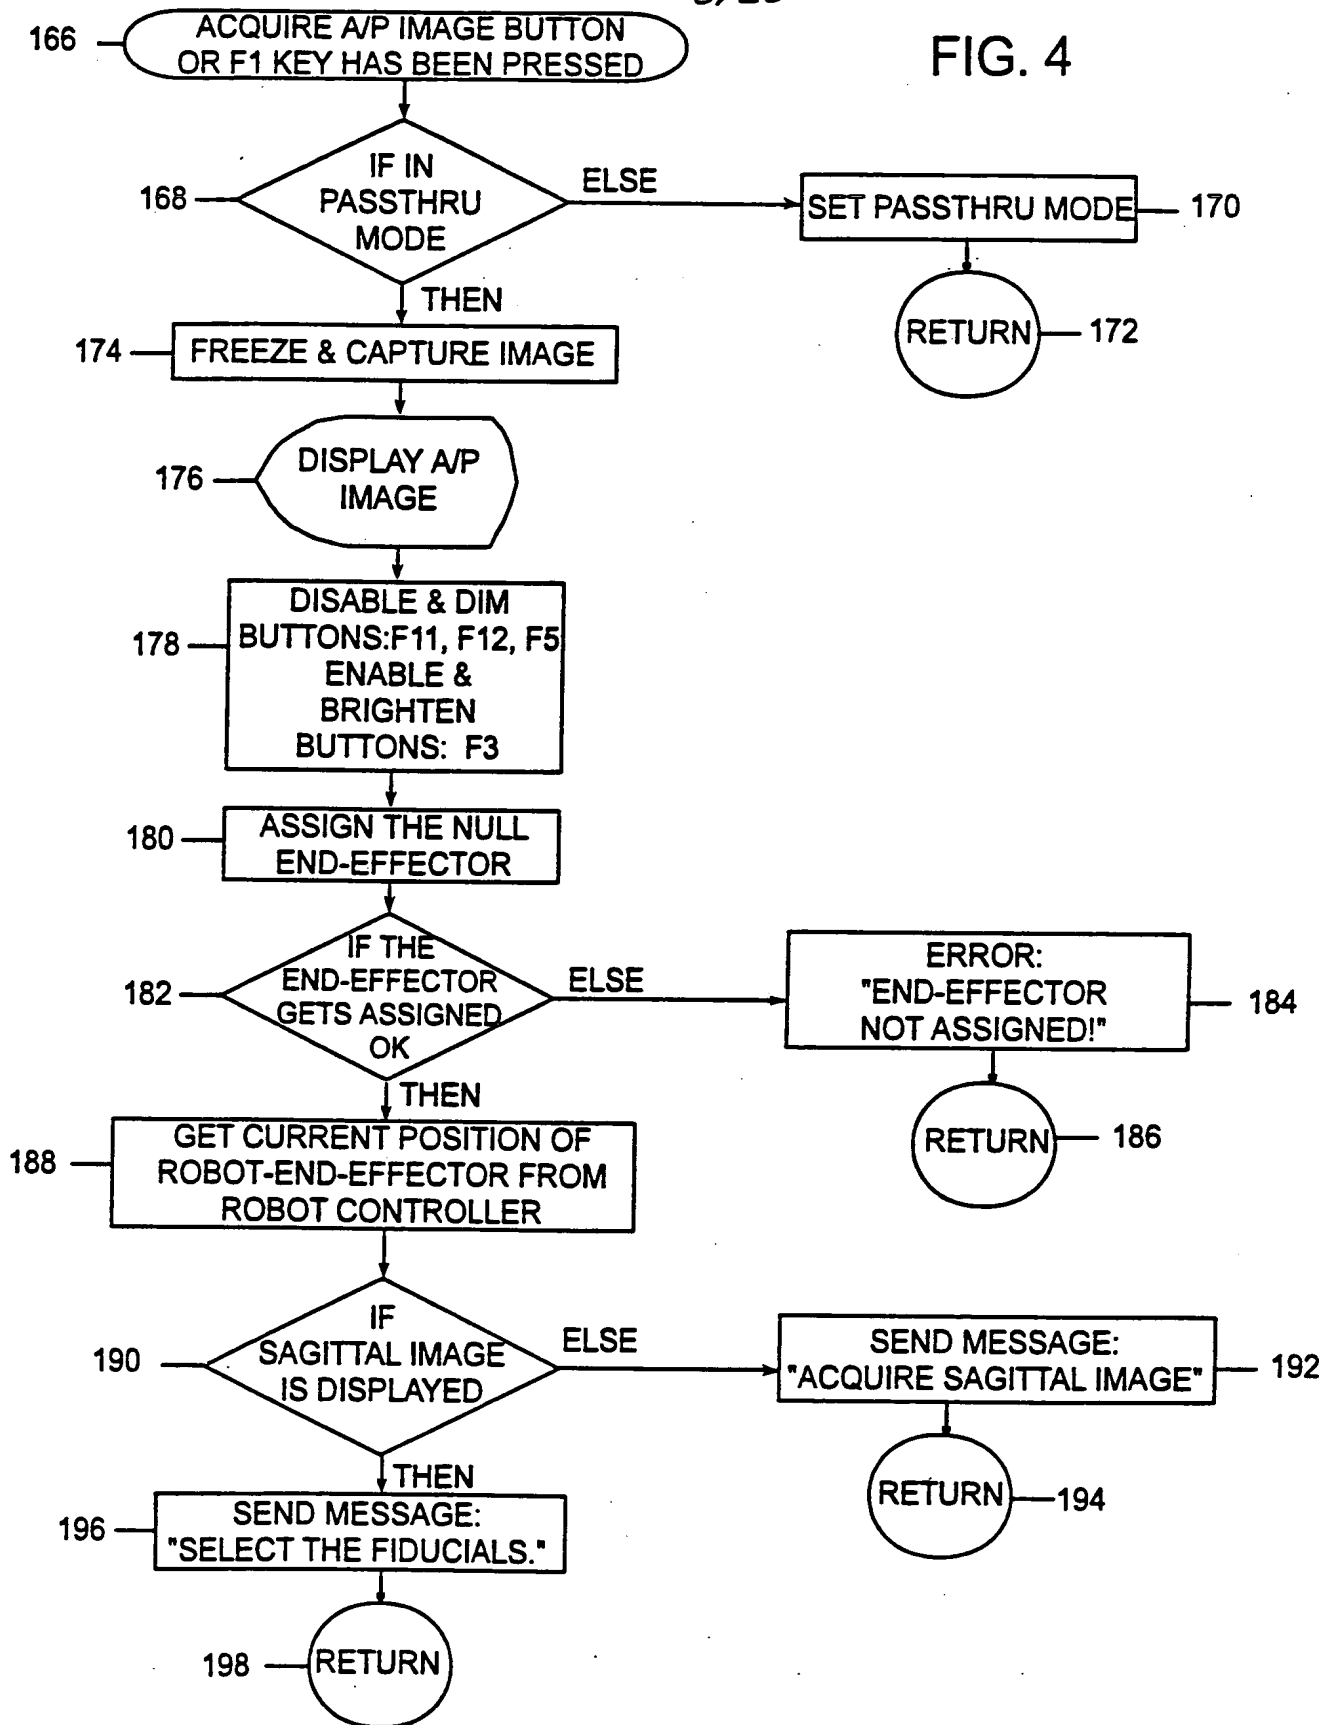 166
ACQUIRE A/P IMAGE BUTTON
OR F1 KEY HAS BEEN PRESSED
FIG. 4
168
IF IN
PASSTHRU
MODE
ELSE
SET PASSTHRU MODE
170
THEN
RETURN
172
174
FREEZE & CAPTURE IMAGE
176
DISPLAY A/P
IMAGE
178
DISABLE & DIM
BUTTONS:F11, F12, F5
ENABLE &
BRIGHTEN
BUTTONS: F3
180
ASSIGN THE NULL
END-EFFECTOR
182
IF THE
END-EFFECTOR
GETS ASSIGNED
OK
ELSE
ERROR:
"END-EFFECTOR
NOT ASSIGNED!"
184
THEN
RETURN
186
188
GET CURRENT POSITION OF
ROBOT-END-EFFECTOR FROM
ROBOT CONTROLLER
190
IF
SAGITTAL IMAGE
IS DISPLAYED
ELSE
SEND MESSAGE:
"ACQUIRE SAGITTAL IMAGE"
192
THEN
RETURN
194
196
SEND MESSAGE:
"SELECT THE FIDUCIALS."
198
RETURN